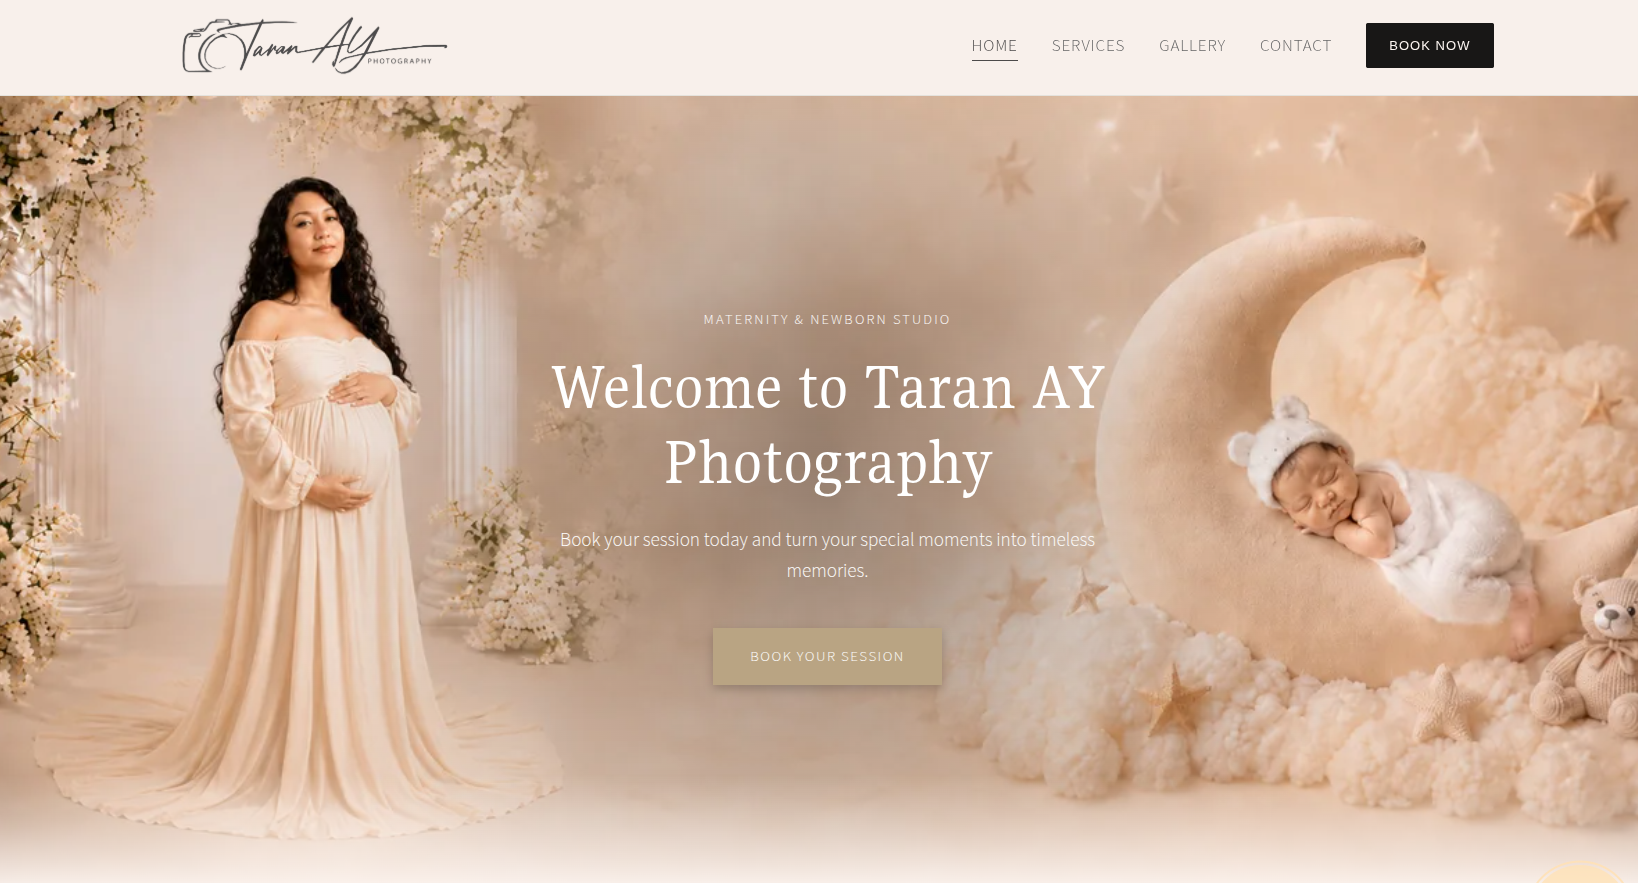 Taran AY
PHOTOGRAPHY
HOME
SERVICES
GALLERY
CONTACT
BOOK NOW
MATERNITY & NEWBORN STUDIO
Welcome to Taran AY
Photography
Book your session today and turn your special moments into timeless
memories.
BOOK YOUR SESSION